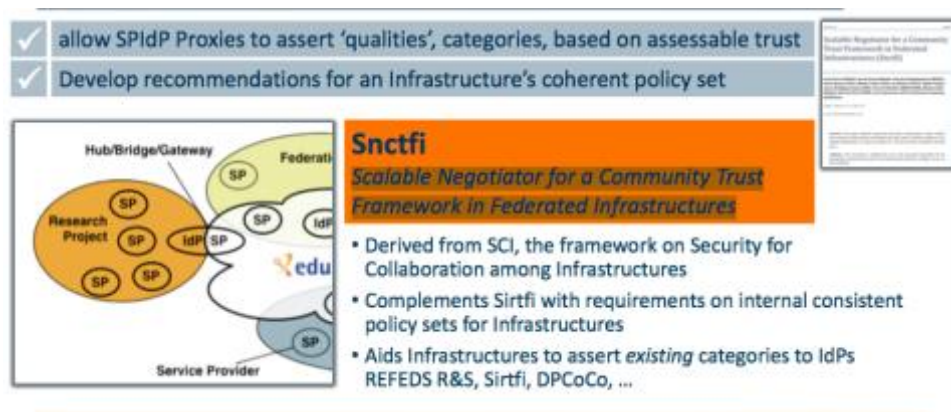 allow SPIdP Proxies to assert ‘qualities’, categories, based on assessable trust
Develop recommendations for an Infrastructure’s coherent policy set
Scalable Negotiator for a Community
Trust Framework in Federated
Infrastructures (Snctfi)
Hub/Bridge/Gateway
Federati
SP
Research
Project
SP
SP
IdP
SP
SP
IdP
SP
SP
edu
SP
Service Provider
Snctfi
Scalable Negotiator for a Community Trust
Framework in Federated Infrastructures
• Derived from SCI, the framework on Security for
Collaboration among Infrastructures
• Complements Sirtfi with requirements on internal consistent
policy sets for Infrastructures
• Aids Infrastructures to assert existing categories to IdPs
REFEDS R&S, Sirtfi, DPCoCo, ...